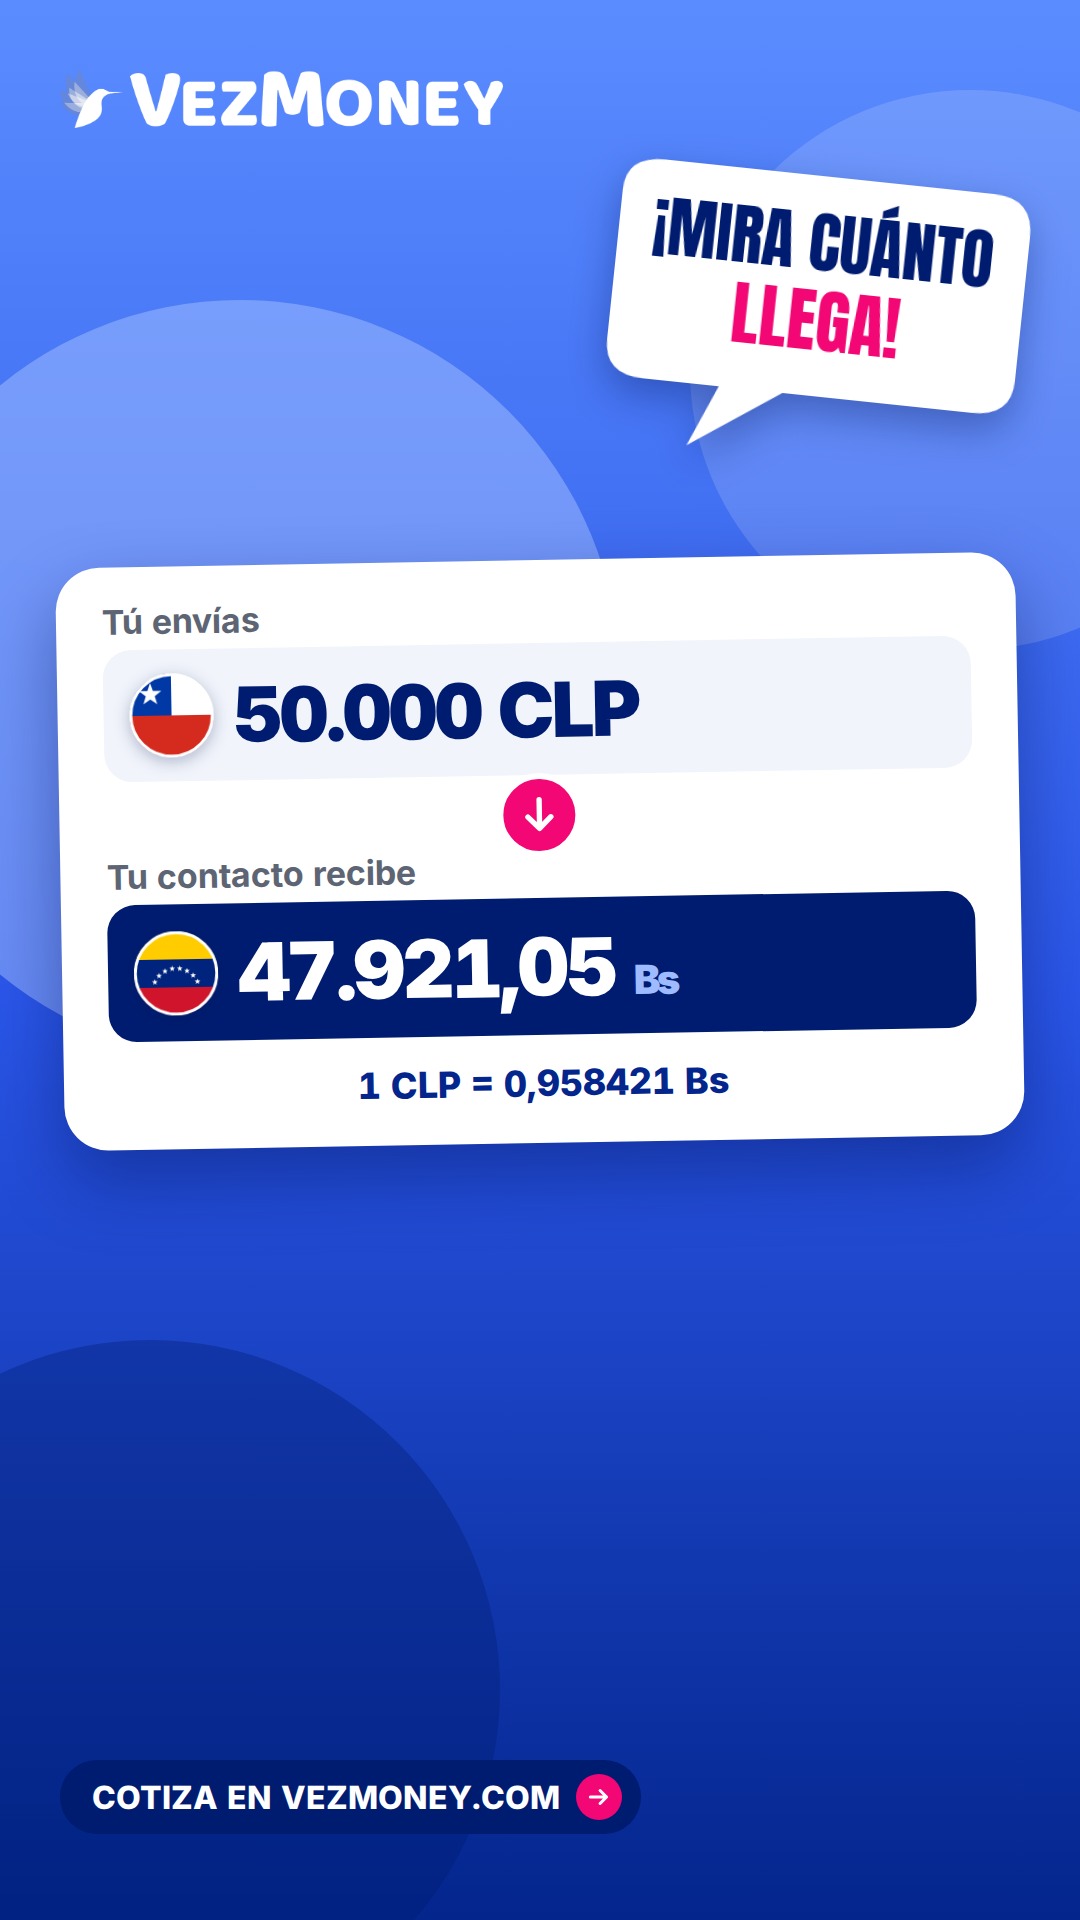 VEZMONEY
¡MIRA CUÁNTO
LLEGA!
Tú envías
50.000 CLP
Tu contacto recibe
47.921,05 Bs
1 CLP = 0,958421 Bs
COTIZA EN VEZMONEY.COM